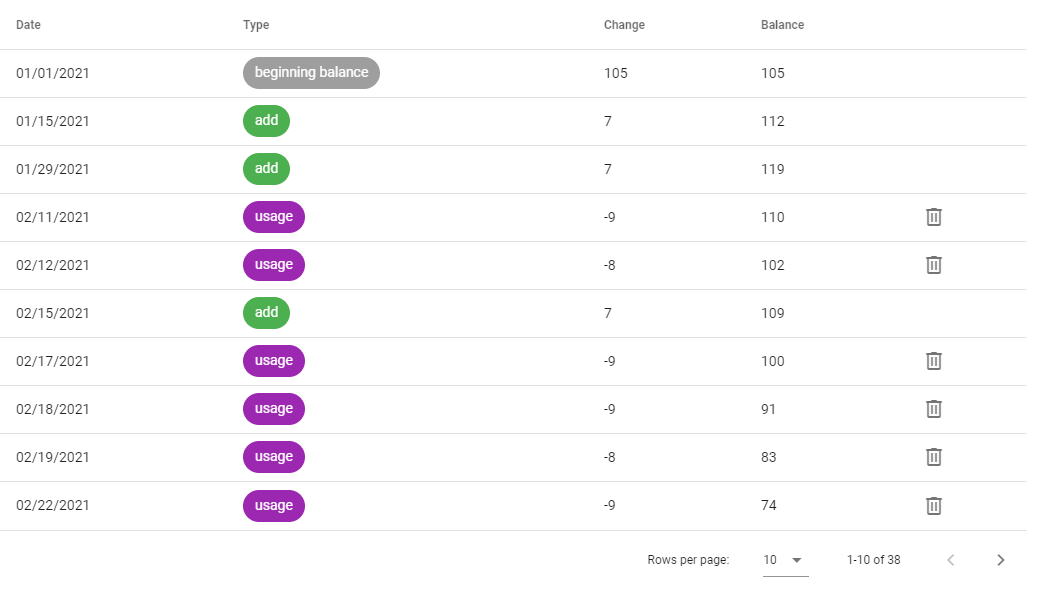 Date Type Change Balance
01/01/2021 beginning balance 105 105
01/15/2021 add 7 112
01/29/2021 add 7 119
02/11/2021 usage -9 110
02/12/2021 usage -8 102
02/15/2021 add 7 109
02/17/2021 usage -9 100
02/18/2021 usage -9 91
02/19/2021 usage -8 83
02/22/2021 usage -9 74
Rows per page: 10 1-10 of 38